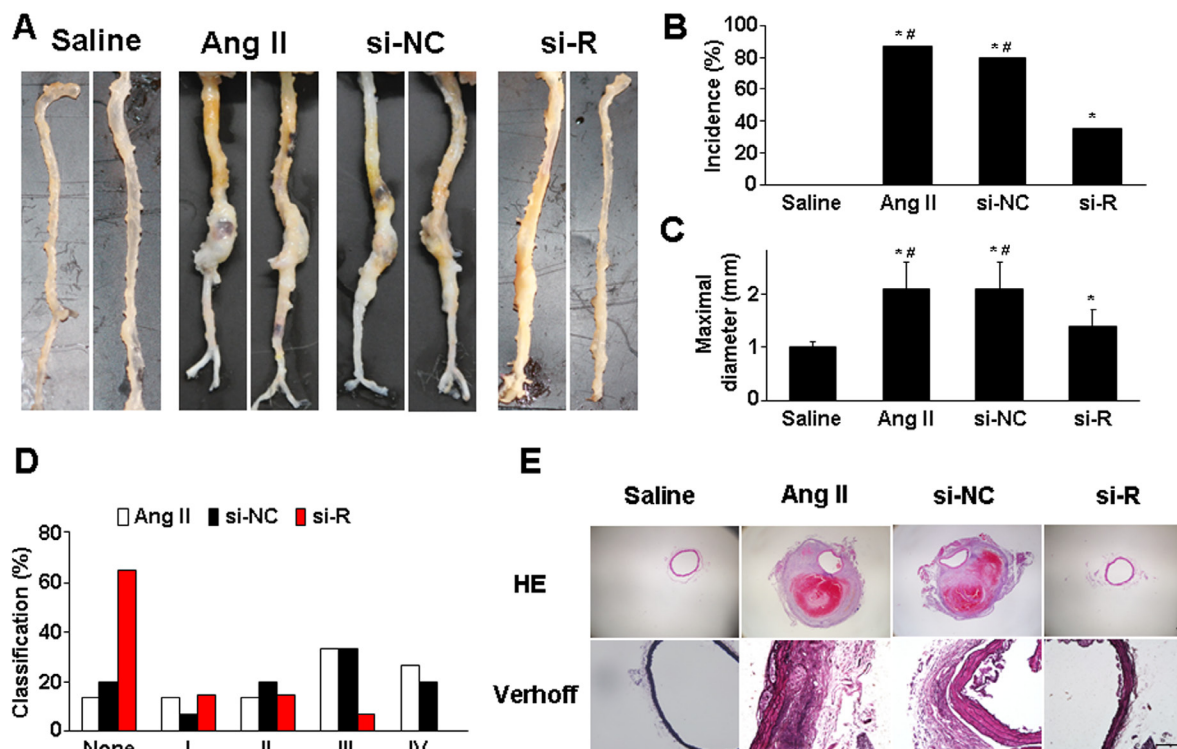 A
Saline Ang II si-NC si-R
B
Incidence (%)
100
80
60
40
20
0
*# *# *
Saline Ang II si-NC si-R
C
Maximal
diameter (mm)
2
1
0
*# *# *
Saline Ang II si-NC si-R
D
Ang II si-NC si-R
Classification (%)
80
60
40
20
0
None I II III IV
E
Saline Ang II si-NC si-R
HE
Verhoff